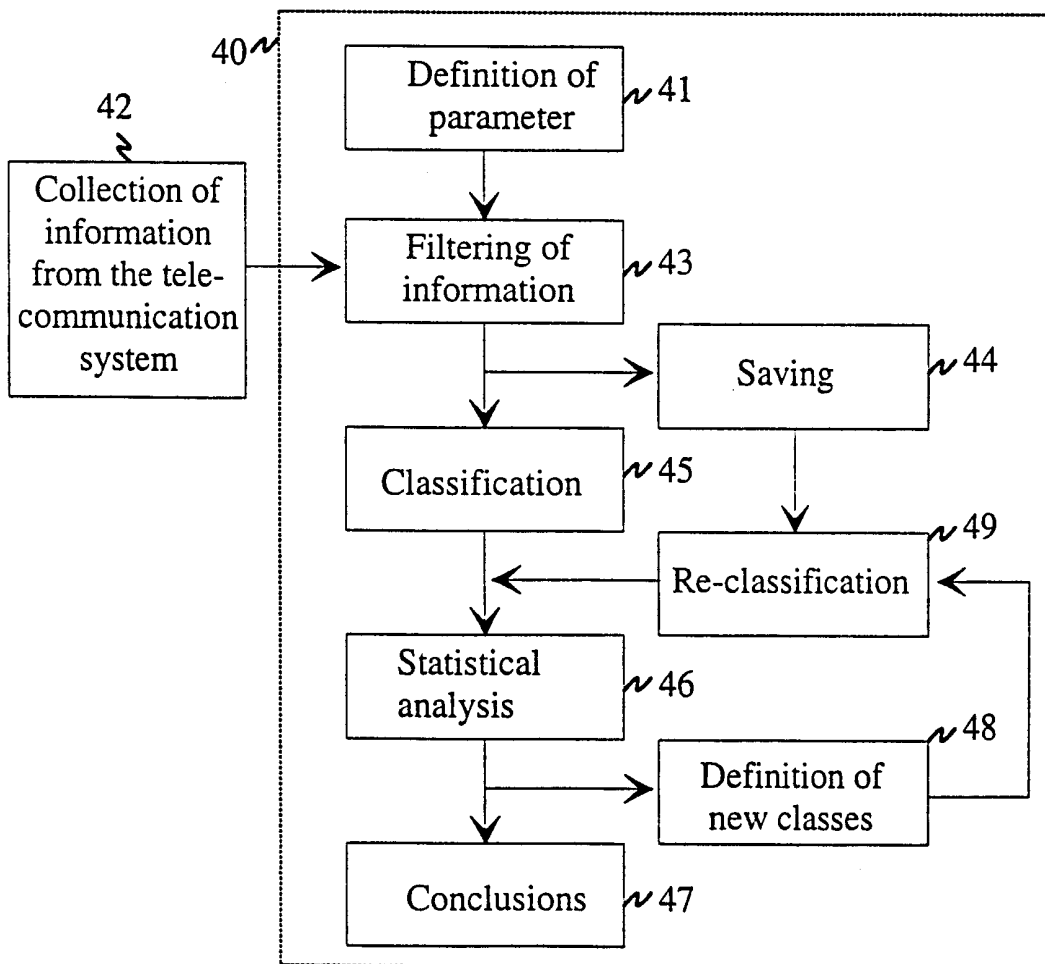 40
Definition of
parameter
41
42
Collection of
information
from the tele-
communication
system
Filtering of
information
43
Saving
44
Classification
45
Re-classification
49
Statistical
analysis
46
Definition of
new classes
48
Conclusions
47